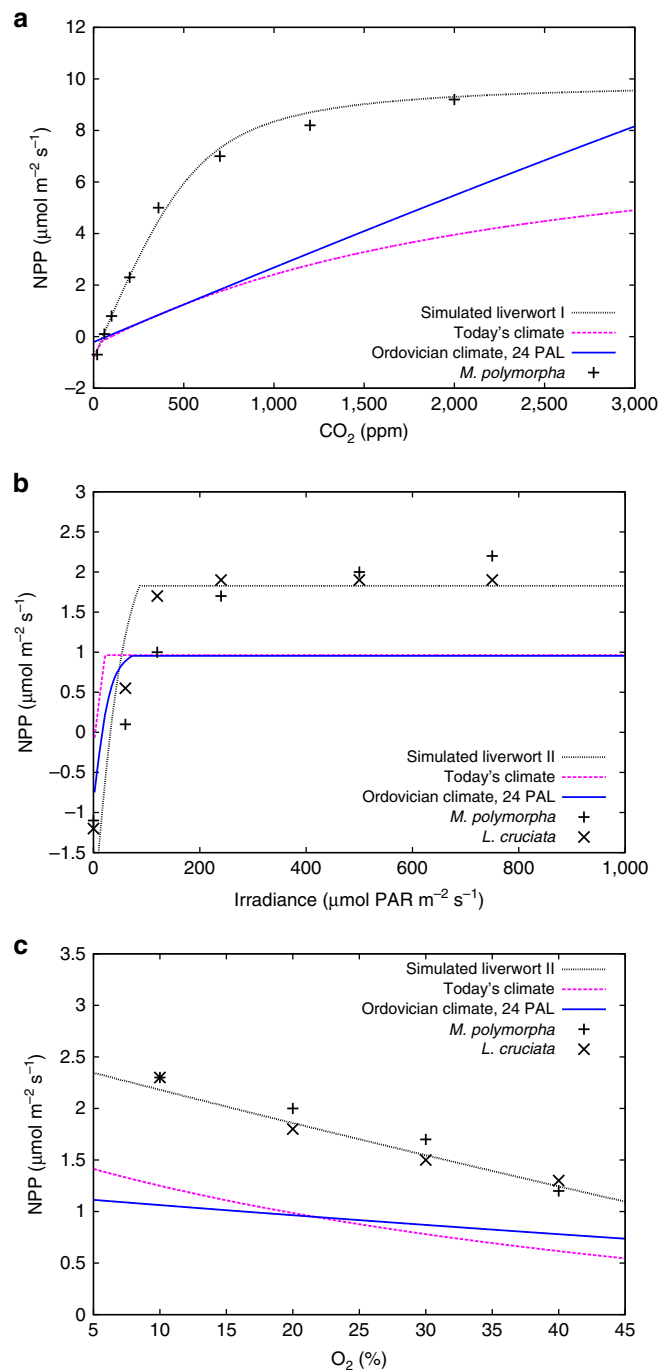 a
12
10
8
6
4
2
0
−2
NPP (μmol m⁻² s⁻¹)
Simulated liverwort I
Today's climate
Ordovician climate, 24 PAL
M. polymorpha
0 500 1,000 1,500 2,000 2,500 3,000
CO₂ (ppm)
b
3
2.5
2
1.5
1
0.5
0
−0.5
−1
−1.5
NPP (μmol m⁻² s⁻¹)
Simulated liverwort II
Today's climate
Ordovician climate, 24 PAL
M. polymorpha
L. cruciata
0 200 400 600 800 1,000
Irradiance (μmol PAR m⁻² s⁻¹)
c
3.5
3
2.5
2
1.5
1
0.5
0
NPP (μmol m⁻² s⁻¹)
Simulated liverwort II
Today's climate
Ordovician climate, 24 PAL
M. polymorpha
L. cruciata
5 10 15 20 25 30 35 40 45
O₂ (%)